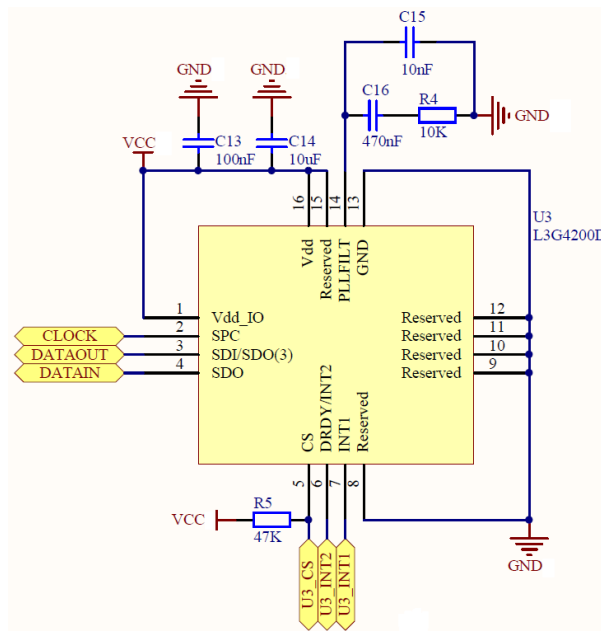 C15
10nF
GND
GND
C16
470nF
R4
10K
GND
VCC
C13
100nF
C14
10uF
16
15
14
13
Vdd
Reserved
PLLFILT
GND
U3
L3G4200D
1
Vdd_IO
2
SPC
3
SDI/SDO(3)
4
SDO
CLOCK
DATAOUT
DATAIN
Reserved
12
Reserved
11
Reserved
10
Reserved
9
CS
DRDY/INT2
INT1
Reserved
5
6
7
8
VCC
R5
47K
U3_CS
U3_INT2
U3_INT1
GND